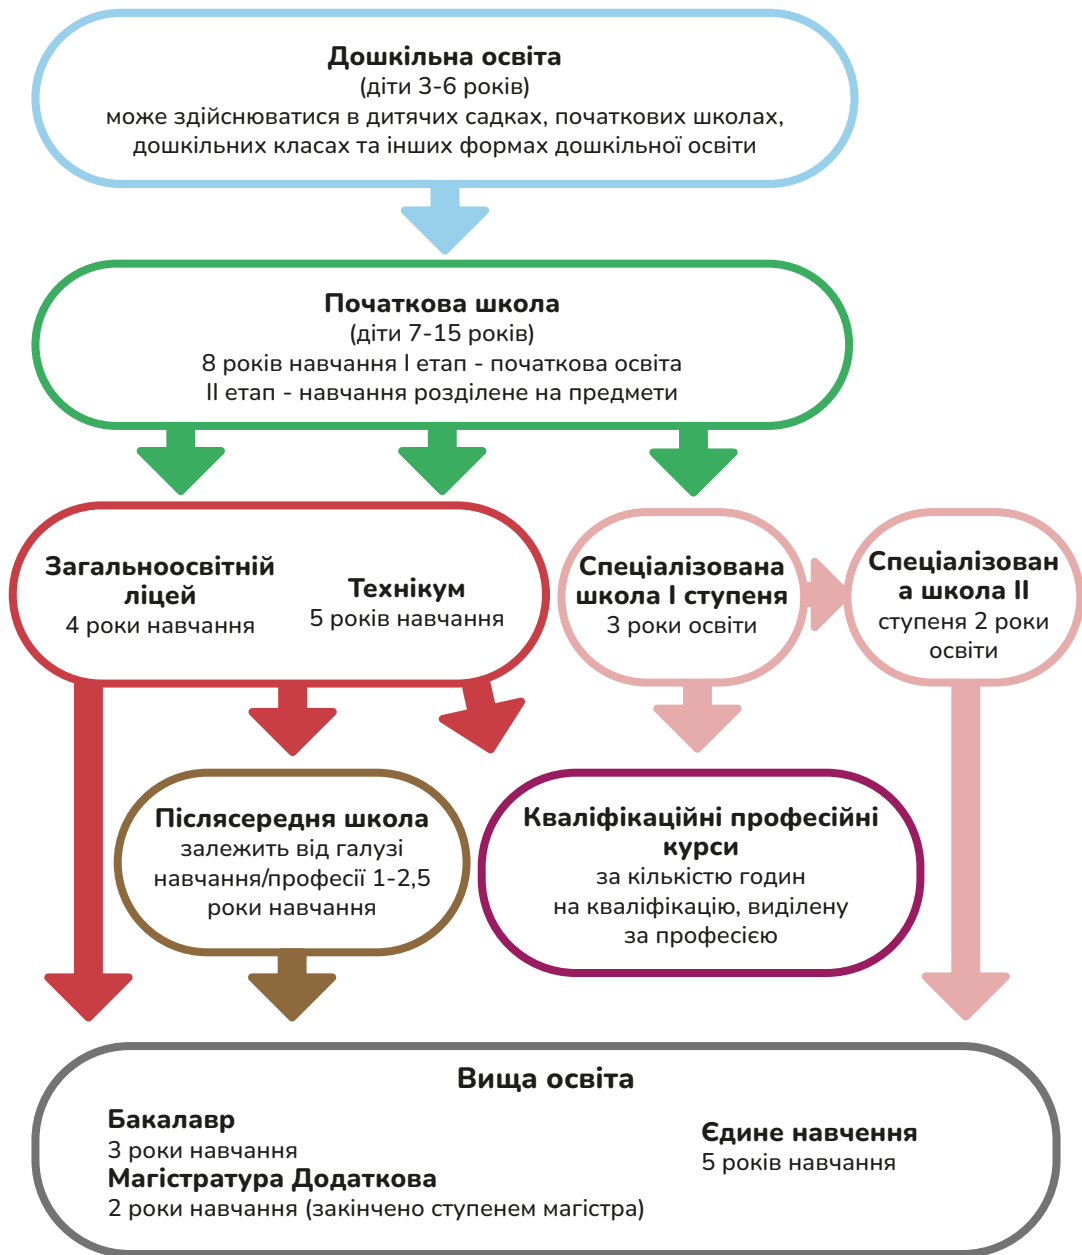 Дошкільна освіта
(діти 3-6 років)
може здійснюватися в дитячих садках, початкових школах,
дошкільних класах та інших формах дошкільної освіти
Початкова школа
(діти 7-15 років)
8 років навчання I етап - початкова освіта
II етап - навчання розділене на предмети
Загальноосвітній
ліцей
4 роки навчання
Технікум
5 років навчання
Спеціалізована
школа I ступеня
3 роки освіти
Спеціалізован
а школа II
ступеня 2 роки
освіти
Післясередня школа
залежить від галузі
навчання/професії 1-2,5
роки навчання
Кваліфікаційні професійні
курси
за кількістю годин
на кваліфікацію, виділену
за професією
Вища освіта
Бакалавр
3 роки навчання
Магістратура Додаткова
2 роки навчання (закінчено ступенем магістра)
Єдине навчення
5 років навчання